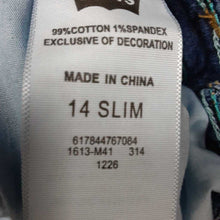 99%COTTON 1%SPANDEX
EXCLUSIVE OF DECORATION
MADE IN CHINA
14 SLIM
617844767084
1613-M41 314
1226